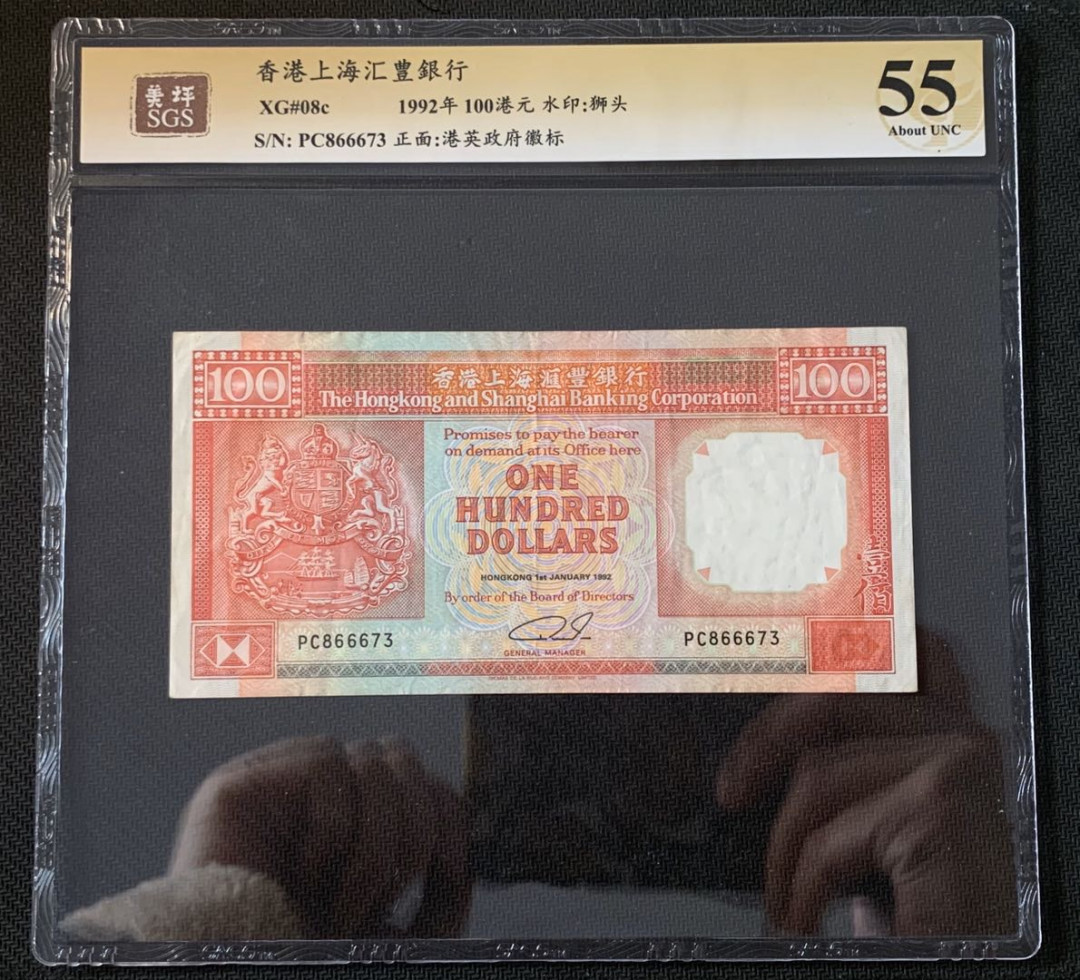 香港上海汇豐銀行
美评
SGS
XG#08c 1992年 100港元 水印:狮头
S/N: PC866673 正面:港英政府徽标
55
About UNC
100
香港上海滙豐銀行
The Hongkong and Shanghai Banking Corporation
100
Promises to pay the bearer
on demand at its Office here
ONE
HUNDRED
DOLLARS
HONGKONG 1st JANUARY 1992
By order of the Board of Directors
壹佰
PC866673
PC866673
GENERAL MANAGER